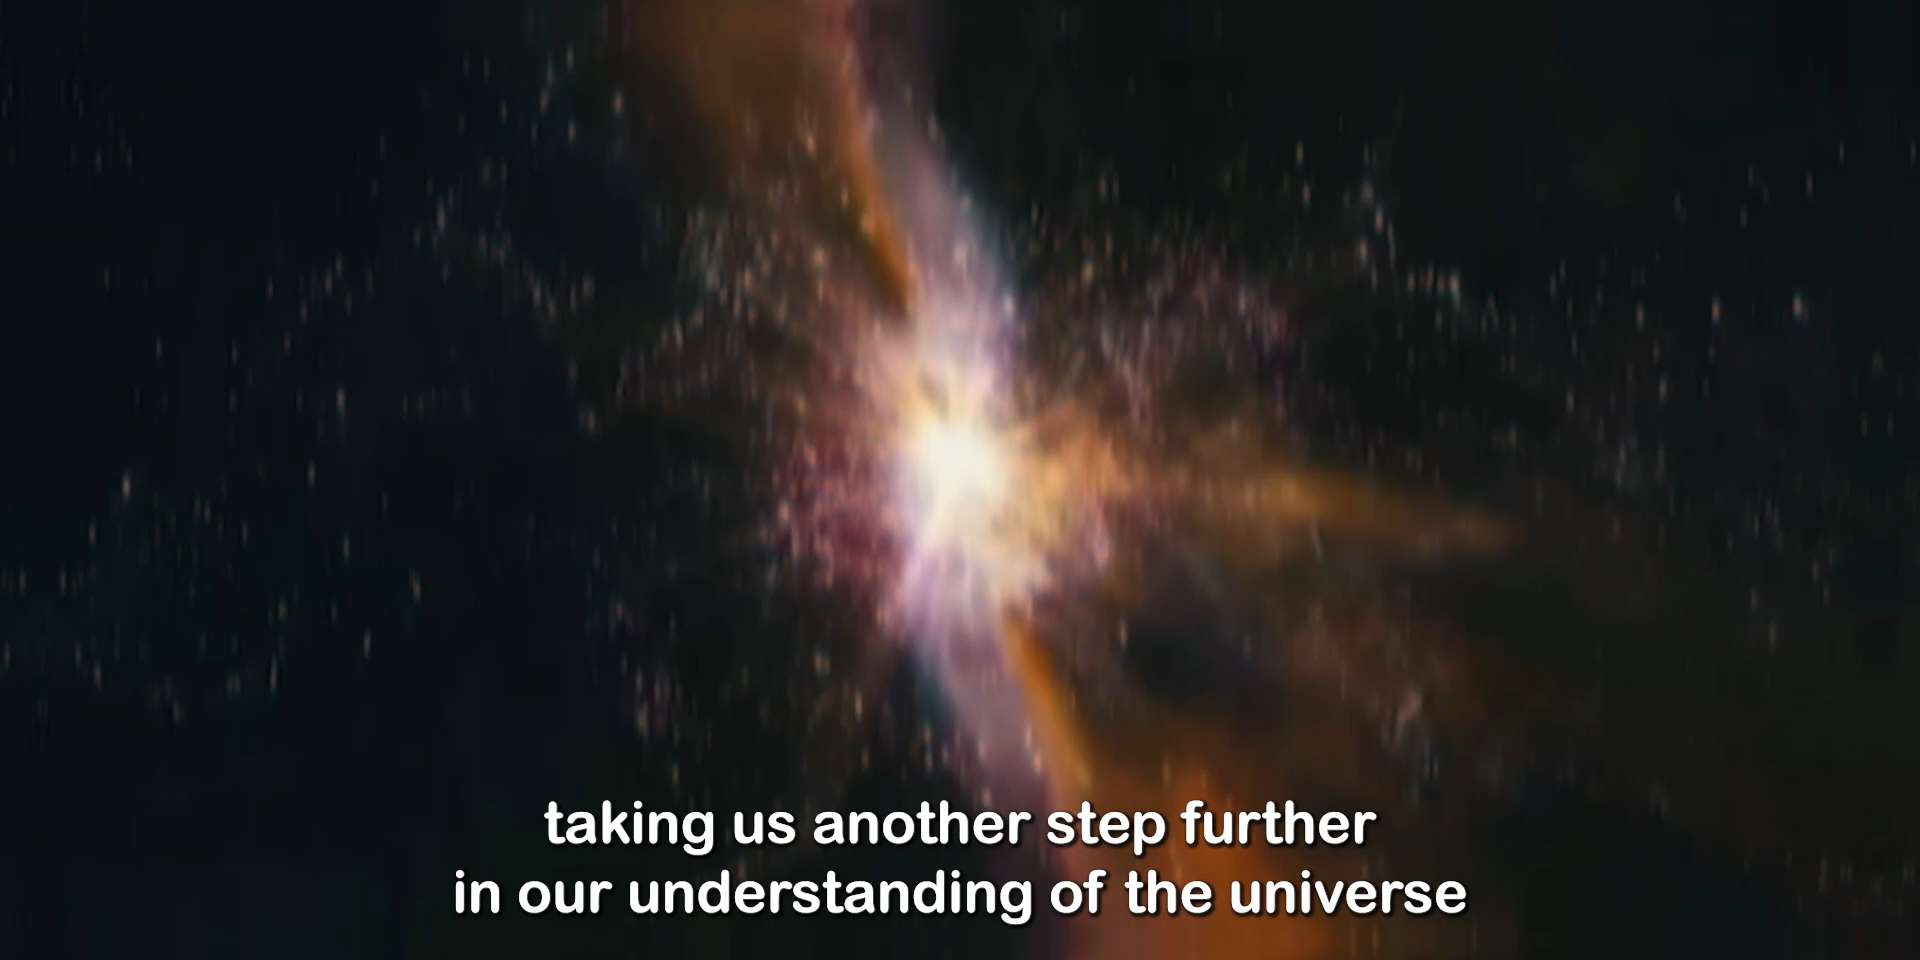 taking us another step further
in our understanding of the universe